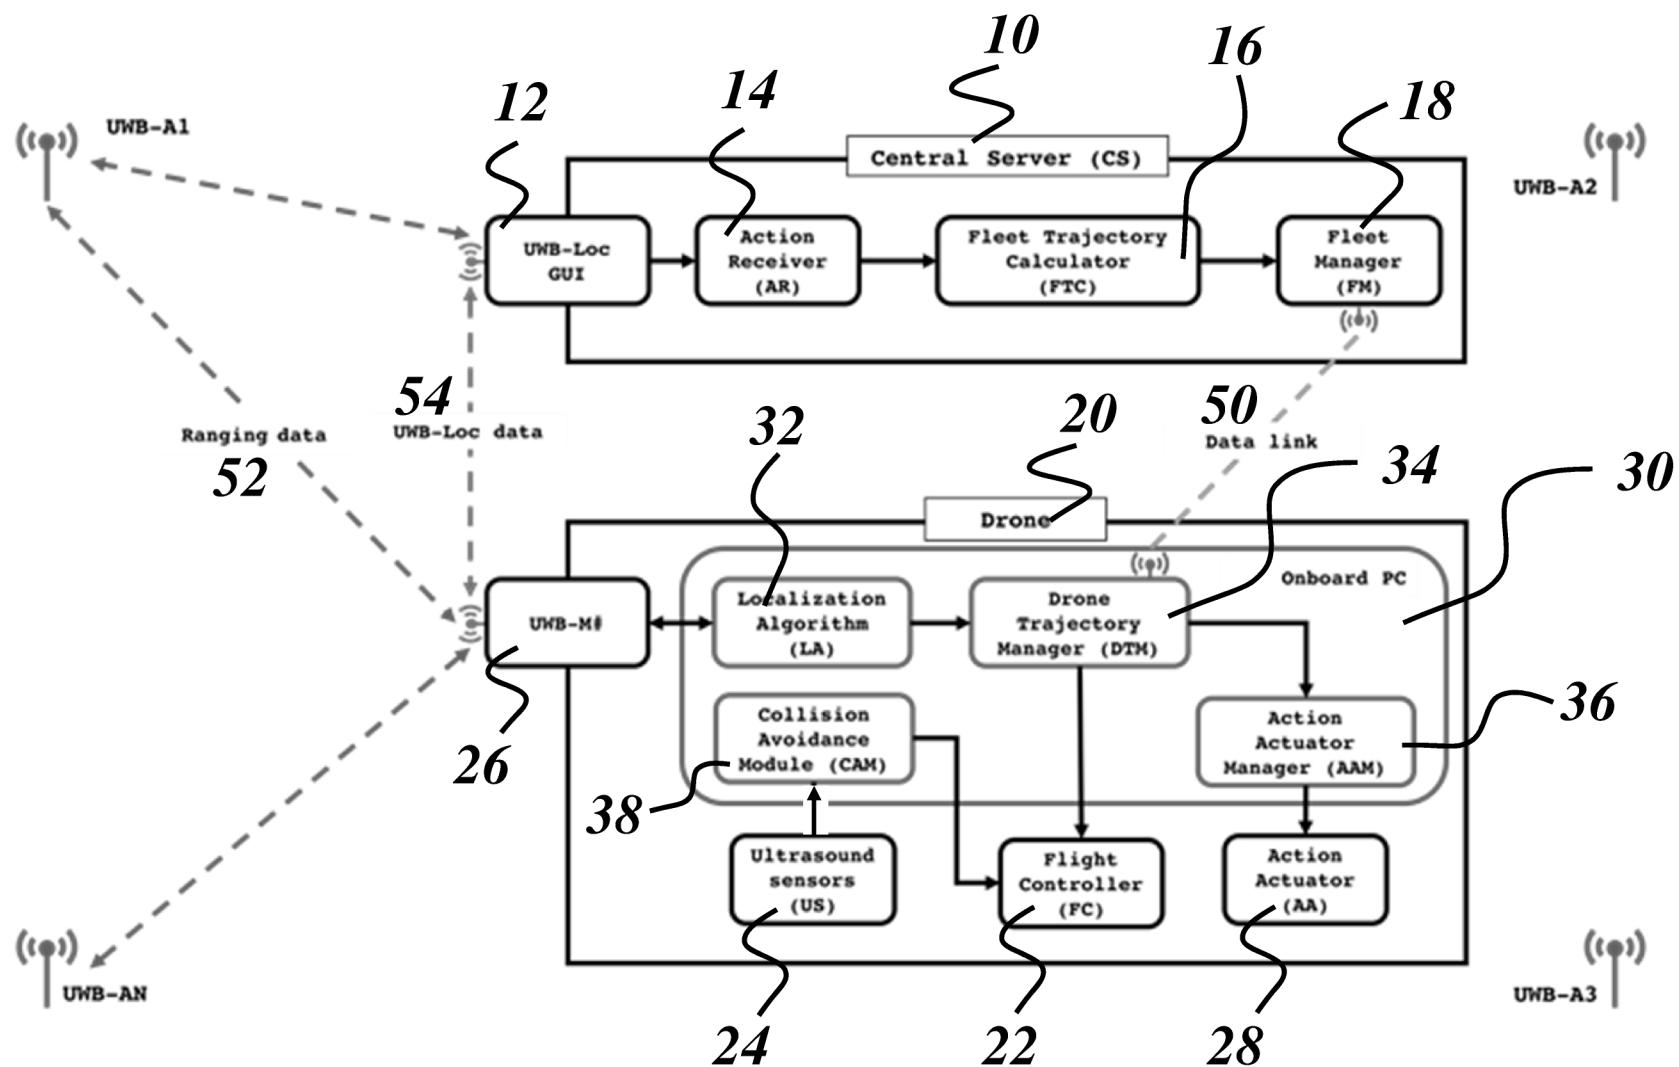 10
16
12
14
18
UWB-A1
Central Server (CS)
UWB-A2
UWB-Loc
GUI
Action
Receiver
(AR)
Fleet Trajectory
Calculator
(FTC)
Fleet
Manager
(FM)
54
UWB-Loc data
Ranging data
52
32
20
50
Data link
34
30
Drone
Onboard PC
UWB-M#
Localization
Algorithm
(LA)
Drone
Trajectory
Manager (DTM)
26
Collision
Avoidance
Module (CAM)
38
Action
Actuator
Manager (AAM)
36
Ultrasound
sensors
(US)
Flight
Controller
(FC)
Action
Actuator
(AA)
UWB-AN
UWB-A3
24
22
28